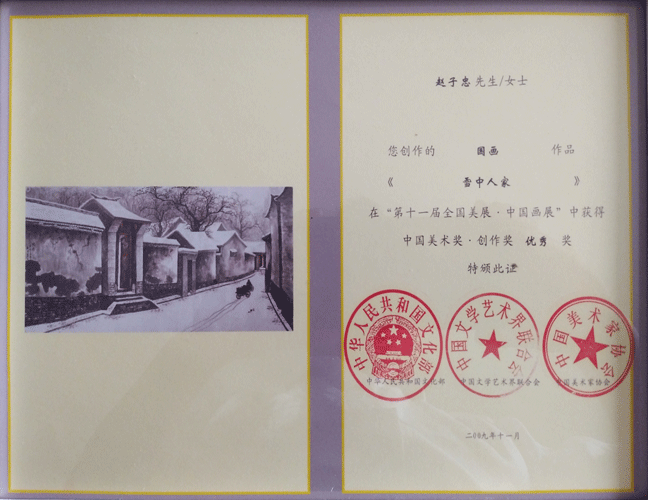 赵子忠 先生/女士
您创作的 国画 作品
《 雪中人家 》
在“第十一届全国美展·中国画展”中获得
中国美术奖·创作奖 优秀 奖
特颁此证
中华人民共和国文化部 中国文学艺术界联合会 中国美术家协会
中华人民共和国文化部 中国文学艺术界联合会 中国美术家协会
二〇〇九年十一月